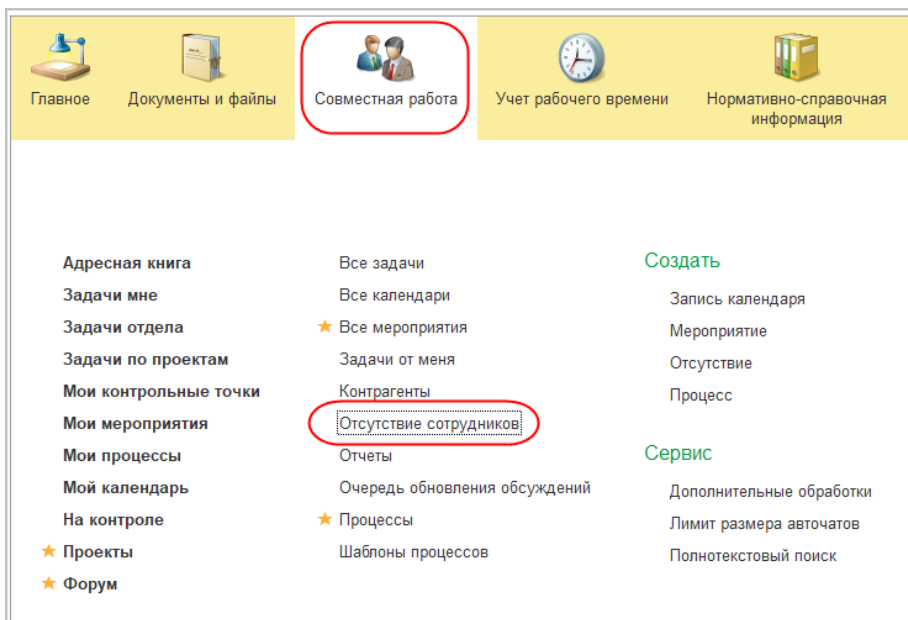 Главное
Документы и файлы
Совместная работа
Учет рабочего времени
Нормативно-справочная
информация
Адресная книга
Задачи мне
Задачи отдела
Задачи по проектам
Мои контрольные точки
Мои мероприятия
Мои процессы
Мой календарь
На контроле
Проекты
Форум
Все задачи
Все календари
Все мероприятия
Задачи от меня
Контрагенты
Отсутствие сотрудников
Отчеты
Очередь обновления обсуждений
Процессы
Шаблоны процессов
Создать
Запись календаря
Мероприятие
Отсутствие
Процесс
Сервис
Дополнительные обработки
Лимит размера авточатов
Полнотекстовый поиск